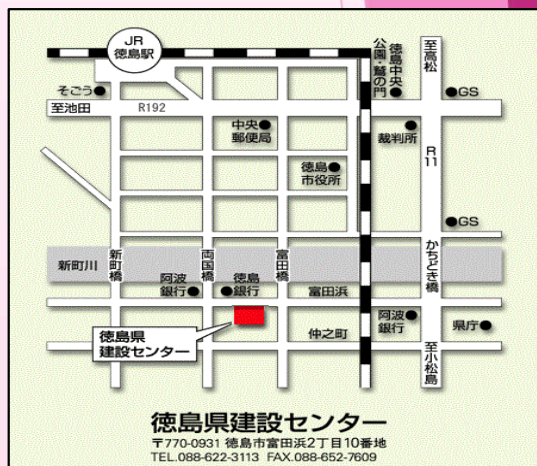 JR
徳島駅
そごう
至池田
R192
中央
郵便局
徳島
市役所
徳島中央
公園・鷲の門
至高松
GS
裁判所
R11
GS
新町川
新町橋
両国橋
富田橋
かちどき橋
阿波
銀行
徳島
銀行
富田浜
阿波
銀行
県庁
徳島県
建設センター
仲之町
至小松島
徳島県建設センター
〒770-0931 徳島市富田浜2丁目10番地
TEL.088-622-3113 FAX.088-652-7609